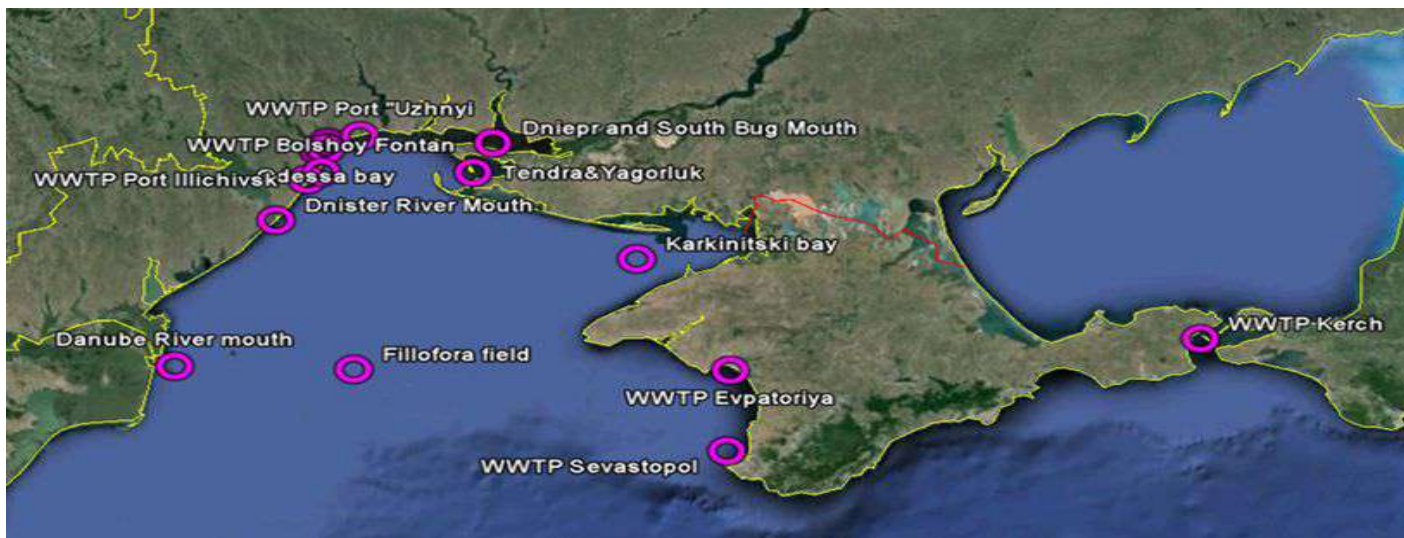 WWTP Port "Uzhnyi
Dniepr and South Bug Mouth
WWTP Bolshoy Fontan
Tendra&Yagorluk
WWTP Port Illichivsk
dessa bay
Dnister River Mouth
Karkinitski bay
WWTP Kerch
Danube River mouth
Fillofora field
WWTP Evpatoriya
WWTP Sevastopol